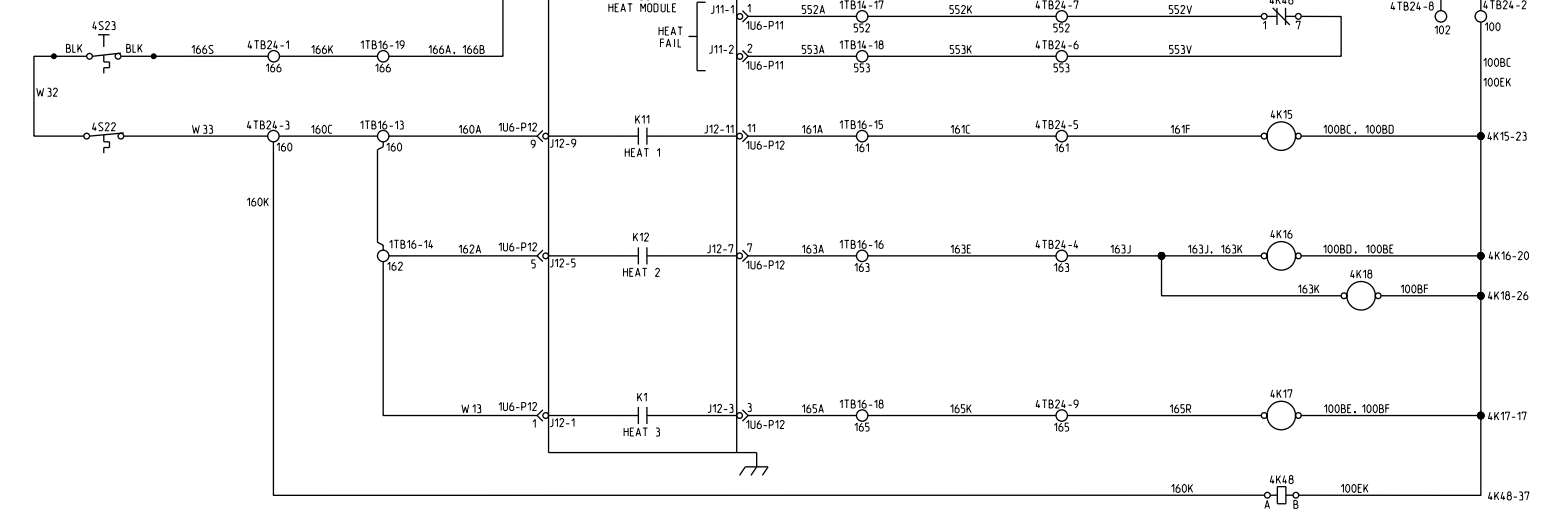 HEAT MODULE
J11-1
1
1U6-P11
552A
1TB14-17
552
552K
4TB24-7
552
552V
1
7
4TB24-8
102
4TB24-2
100
4S23
BLK
BLK
166S
4TB24-1
166
166K
1TB16-19
166
166A. 166B
HEAT
FAIL
J11-2
2
1U6-P11
553A
1TB14-18
553
553K
4TB24-6
553
553V
100BC
100EK
W32
4S22
W33
4TB24-3
160
160C
1TB16-13
160
160A
1U6-P12
9
J12-9
K11
HEAT 1
J12-11
11
1U6-P12
161A
1TB16-15
161
161C
4TB24-5
161
161F
4K15
100BC. 100BD
4K15-23
160K
1TB16-14
162
162A
1U6-P12
5
J12-5
K12
HEAT 2
J12-7
7
1U6-P12
163A
1TB16-16
163
163E
4TB24-4
163
163J
163J. 163K
4K16
100BD. 100BE
4K16-20
163K
4K18
100BF
4K18-26
W13
1U6-P12
1
J12-1
K1
HEAT 3
J12-3
3
1U6-P12
165A
1TB16-18
165
165K
4TB24-9
165
165R
4K17
100BE. 100BF
4K17-17
160K
4K48
A
B
100EK
4K48-37